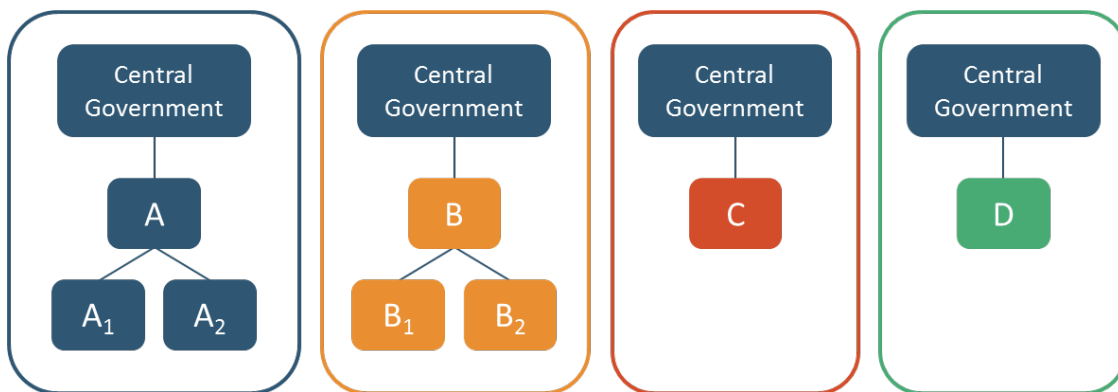 Central
Government
A
A₁
A₂
Central
Government
B
B₁
B₂
Central
Government
C
Central
Government
D